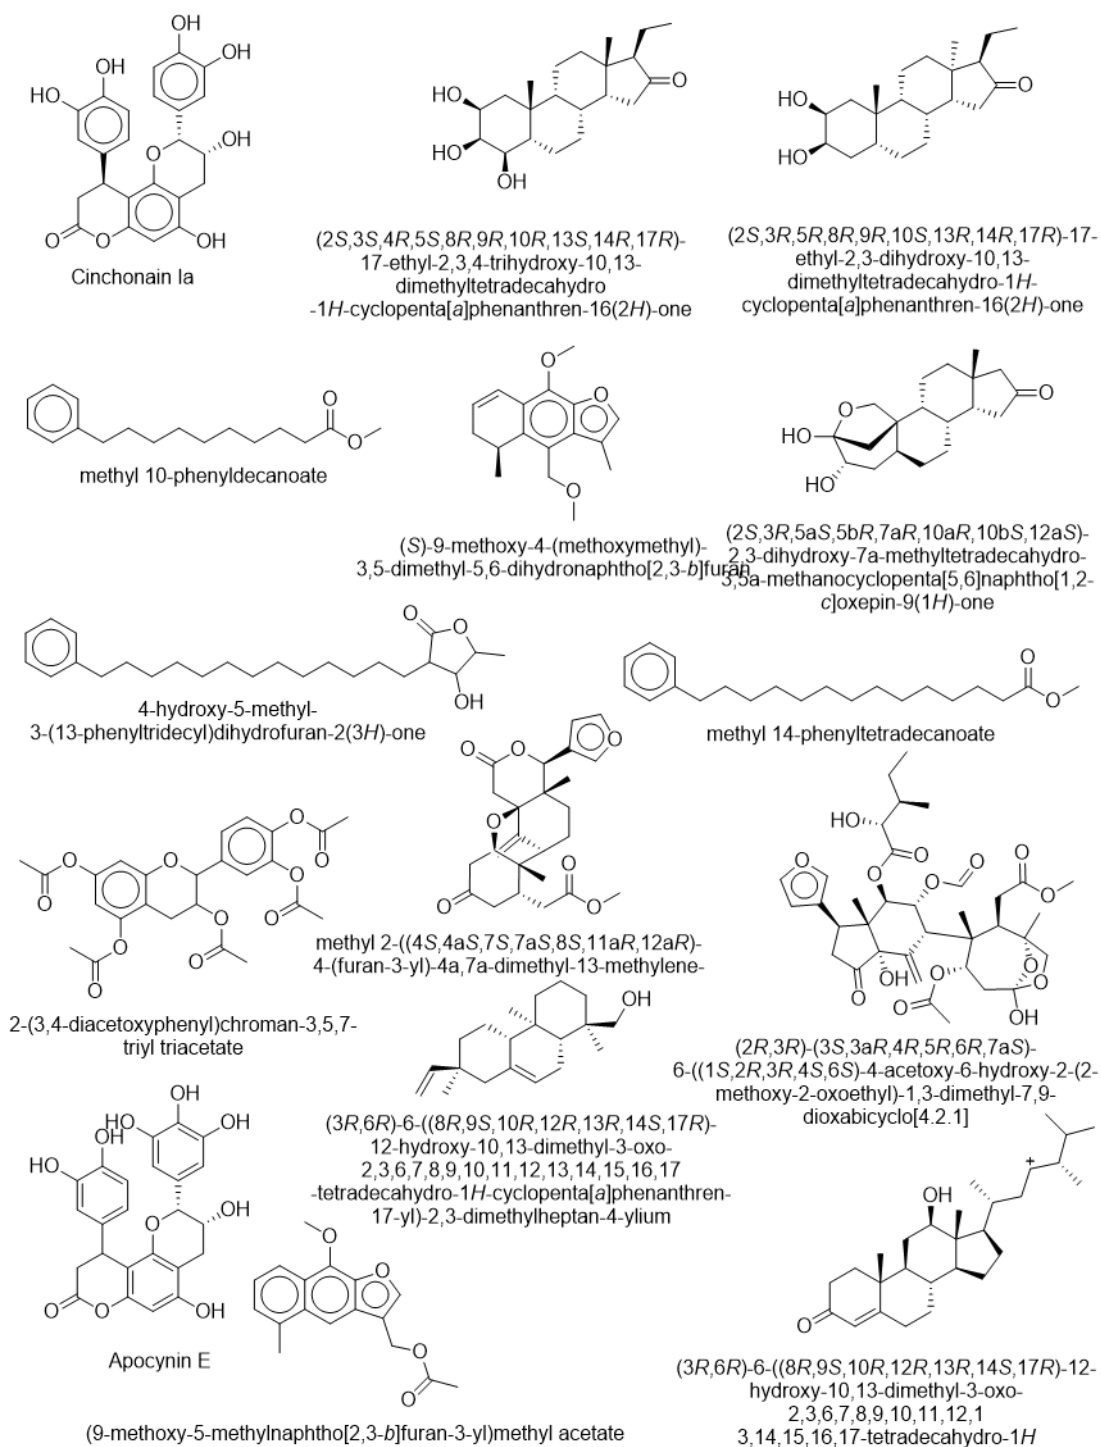 OH
OH
OH
HO
O
OH
O
O
OH
Cinchonain Ia
HO
HO
OH
O
(2S,3S,4R,5S,8R,9R,10R,13S,14R,17R)-
17-ethyl-2,3,4-trihydroxy-10,13-
dimethyltetradecahydro
-1H-cyclopenta[a]phenanthren-16(2H)-one
HO
HO
O
(2S,3R,5R,8R,9R,10S,13R,14R,17R)-17-
ethyl-2,3-dihydroxy-10,13-
dimethyltetradecahydro-1H-
cyclopenta[a]phenanthren-16(2H)-one
O
O
methyl 10-phenyldecanoate
O
O
O
(S)-9-methoxy-4-(methoxymethyl)-
3,5-dimethyl-5,6-dihydronaphtho[2,3-b]furan
O
HO
HO
O
(2S,3R,5aS,5bR,7aR,10aR,10bS,12aS)-
2,3-dihydroxy-7a-methyltetradecahydro-
3,5a-methanocyclopenta[5,6]naphtho[1,2-
c]oxepin-9(1H)-one
O
O
OH
4-hydroxy-5-methyl-
3-(13-phenyltridecyl)dihydrofuran-2(3H)-one
O
O
methyl 14-phenyltetradecanoate
O
O
O
O
O
O
O
O
O
O
O
2-(3,4-diacetoxyphenyl)chroman-3,5,7-
triyl triacetate
O
O
O
O
O
O
O
methyl 2-((4S,4aS,7S,7aS,8S,11aR,12aR)-
4-(furan-3-yl)-4a,7a-dimethyl-13-methylene-
HO
O
O
O
O
O
O
O
O
OH
O
O
O
O
O
OH
(2R,3R)-(3S,3aR,4R,5R,6R,7aS)-
6-((1S,2R,3R,4S,6S)-4-acetoxy-6-hydroxy-2-(2-
methoxy-2-oxoethyl)-1,3-dimethyl-7,9-
dioxabicyclo[4.2.1]
OH
(3R,6R)-6-((8R,9S,10R,12R,13R,14S,17R)-
12-hydroxy-10,13-dimethyl-3-oxo-
2,3,6,7,8,9,10,11,12,13,14,15,16,17
-tetradecahydro-1H-cyclopenta[a]phenanthren-
17-yl)-2,3-dimethylheptan-4-ylium
OH
HO
OH
OH
HO
O
OH
O
O
OH
Apocynin E
O
O
O
O
(9-methoxy-5-methylnaphtho[2,3-b]furan-3-yl)methyl acetate
+
OH
O
(3R,6R)-6-((8R,9S,10R,12R,13R,14S,17R)-12-
hydroxy-10,13-dimethyl-3-oxo-
2,3,6,7,8,9,10,11,12,1
3,14,15,16,17-tetradecahydro-1H